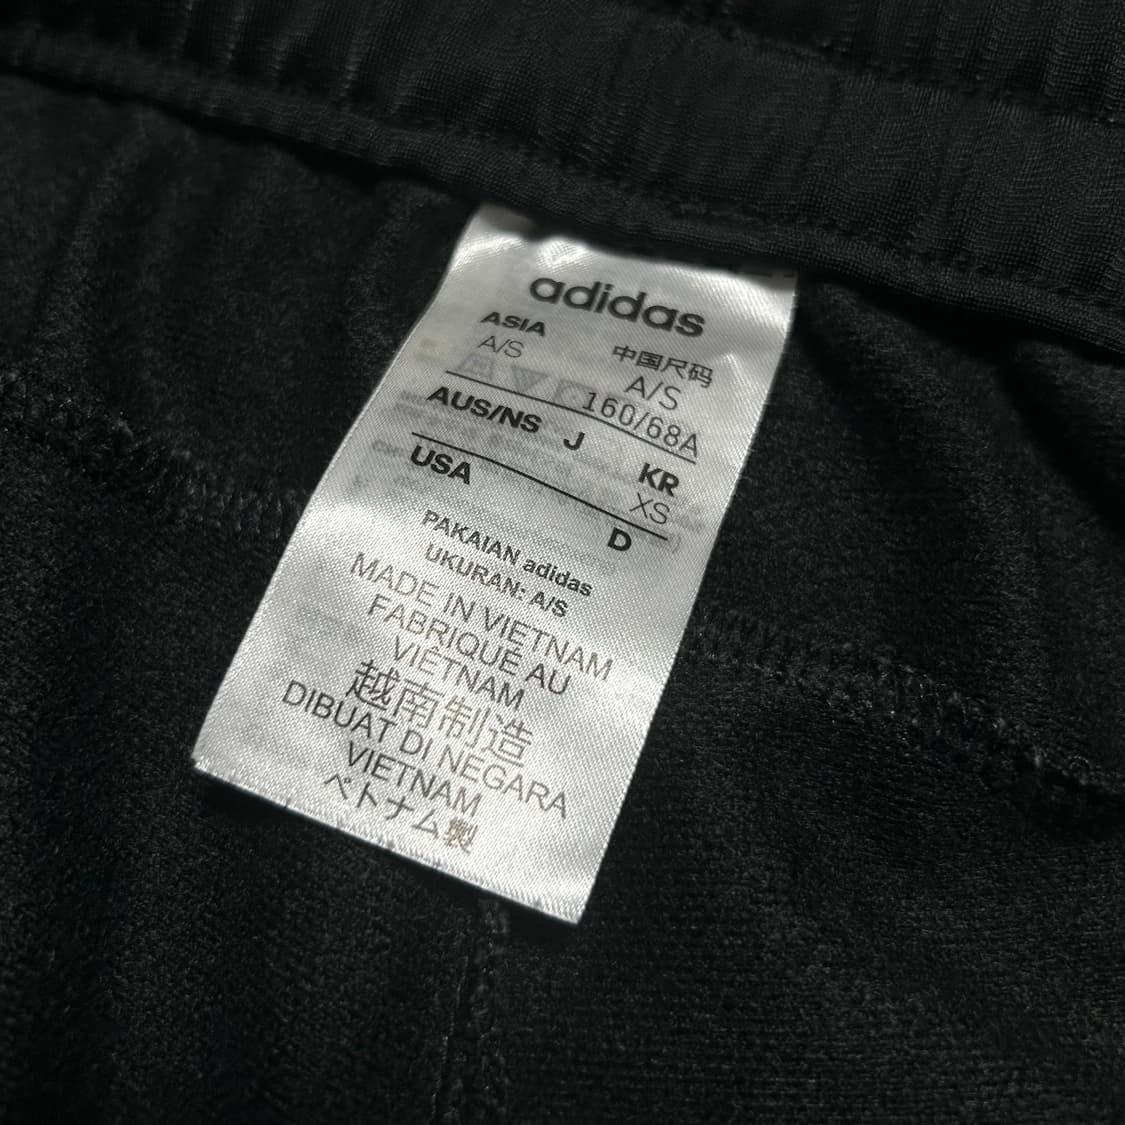 adidas
ASIA
A/S
中国尺码
A/S
160/68A
AUS/NS J
KR
XS
USA
D
PAKAIAN adidas
UKURAN: A/S
MADE IN VIETNAM
FABRIQUÉ AU
VIÊTNAM
越南制造
DIBUAT DI NEGARA
VIETNAM
ベトナム製